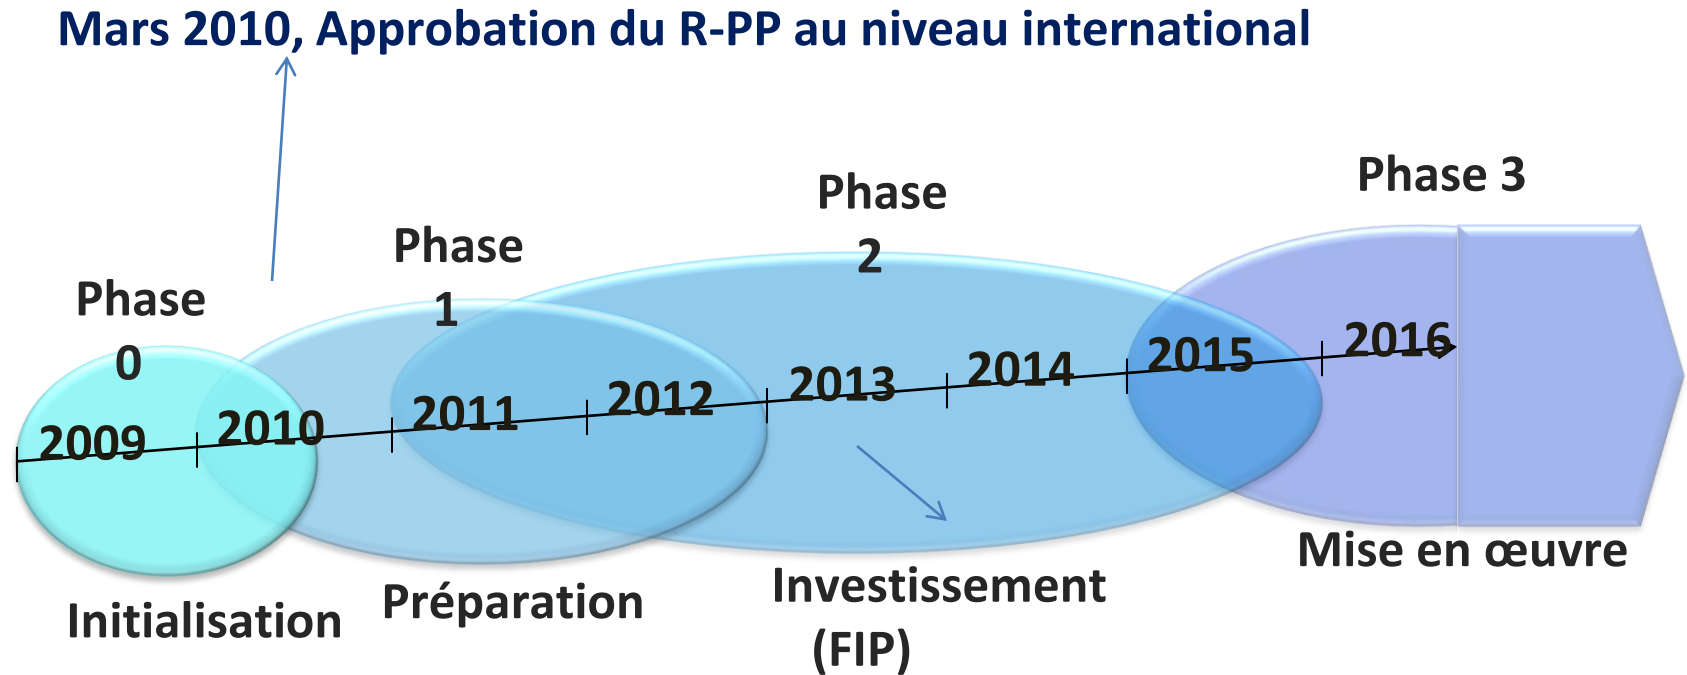 Mars 2010, Approbation du R-PP au niveau international
Phase
0
Phase
1
Phase
2
Phase 3
2009
2010
2011
2012
2013
2014
2015
2016
Initialisation
Préparation
Investissement
(FIP)
Mise en œuvre